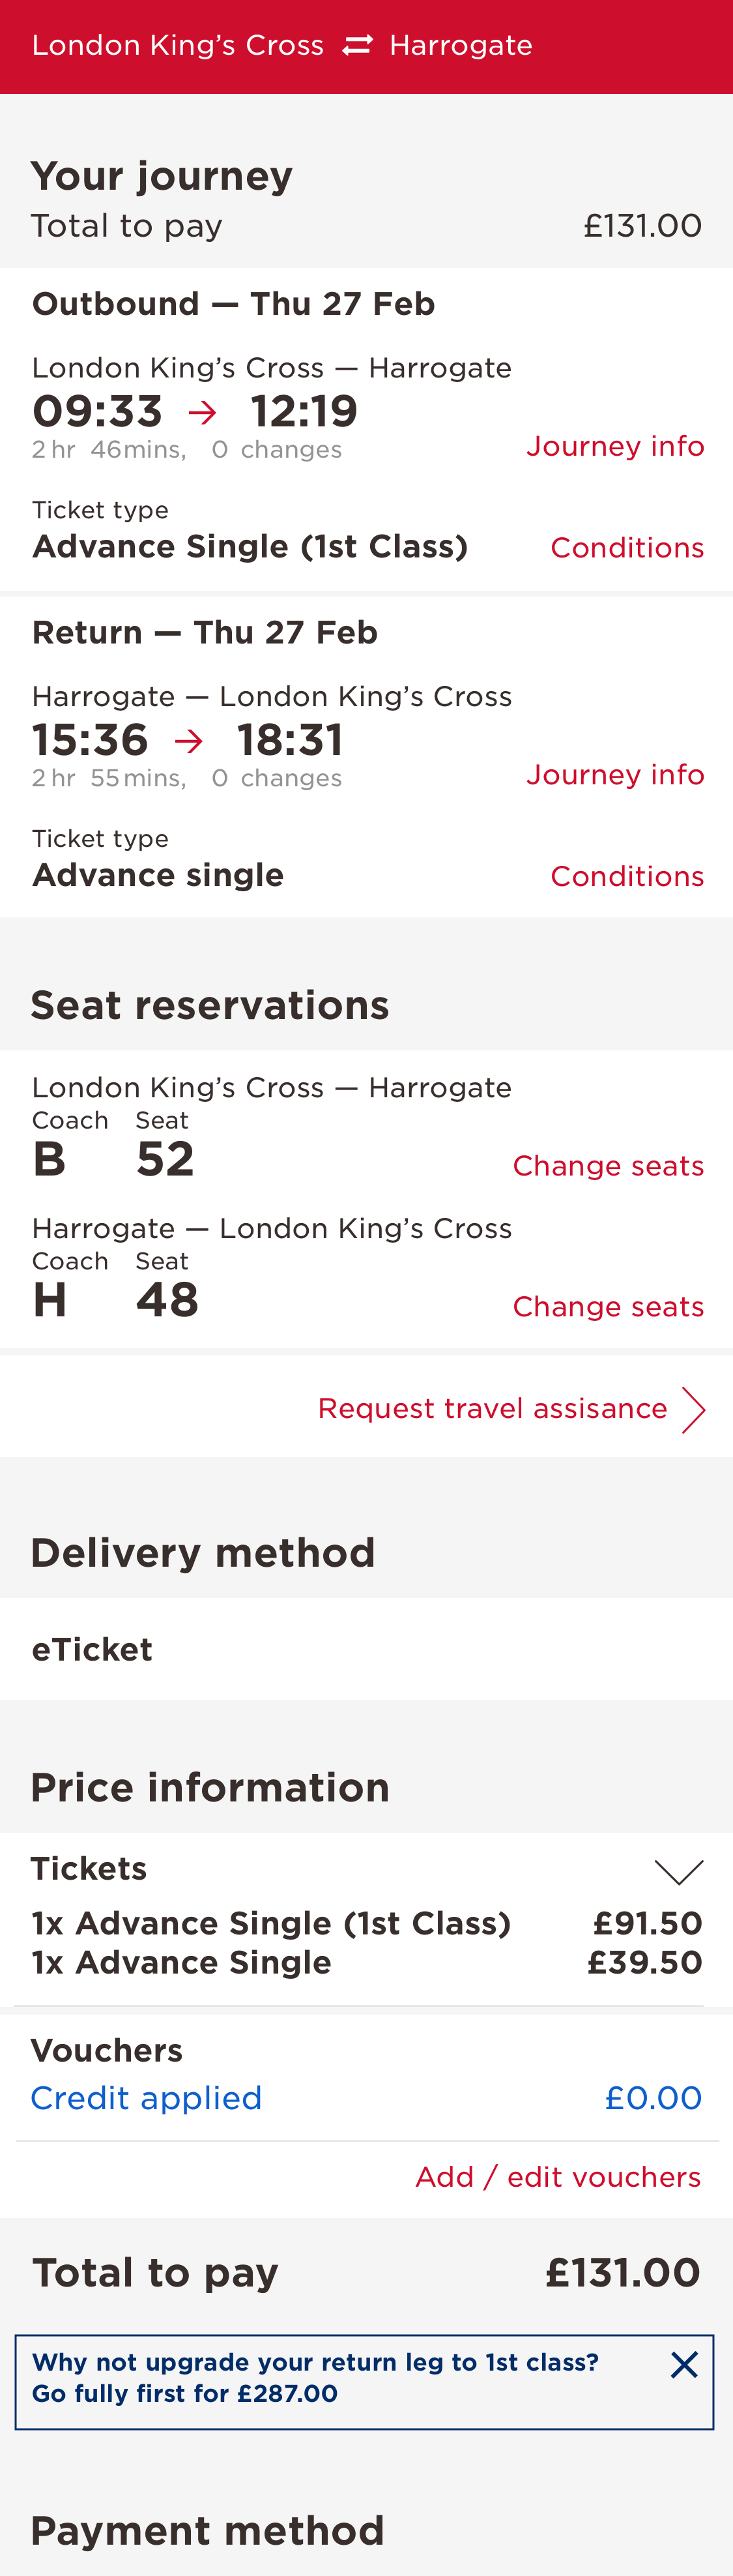 London King’s Cross ⇄ Harrogate
Your journey
Total to pay £131.00
Outbound — Thu 27 Feb
London King’s Cross — Harrogate
09:33 → 12:19
2 hr 46mins, 0 changes Journey info
Ticket type
Advance Single (1st Class) Conditions
Return — Thu 27 Feb
Harrogate — London King’s Cross
15:36 → 18:31
2 hr 55mins, 0 changes Journey info
Ticket type
Advance single Conditions
Seat reservations
London King’s Cross — Harrogate
Coach Seat
B 52 Change seats
Harrogate — London King’s Cross
Coach Seat
H 48 Change seats
Request travel assisance
Delivery method
eTicket
Price information
Tickets
1x Advance Single (1st Class) £91.50
1x Advance Single £39.50
Vouchers
Credit applied £0.00
Add / edit vouchers
Total to pay £131.00
Why not upgrade your return leg to 1st class?
Go fully first for £287.00
Payment method